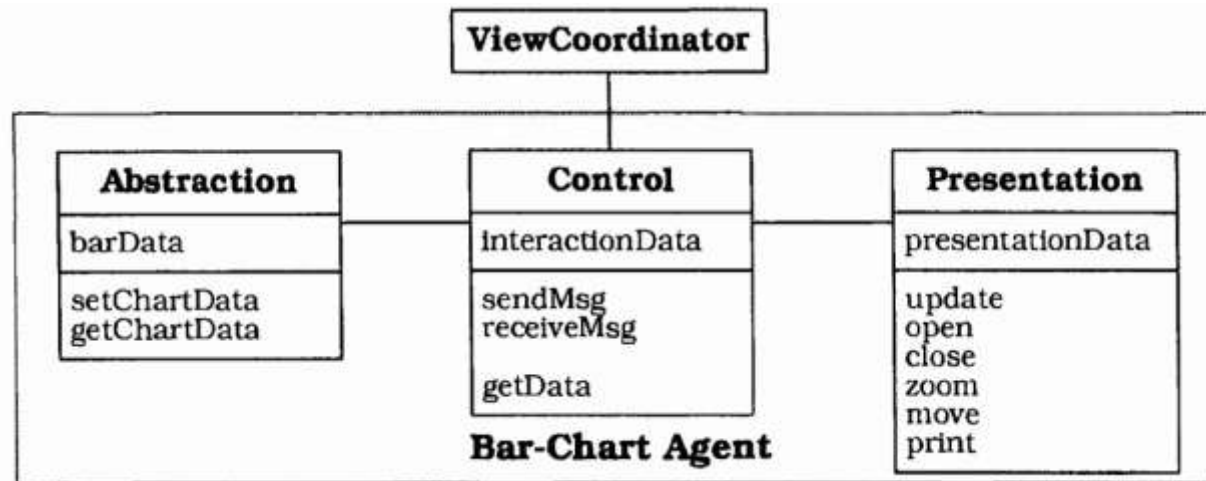 ViewCoordinator
Abstraction
barData
setChartData
getChartData
Control
interactionData
sendMsg
receiveMsg
getData
Presentation
presentationData
update
open
close
zoom
move
print
Bar-Chart Agent